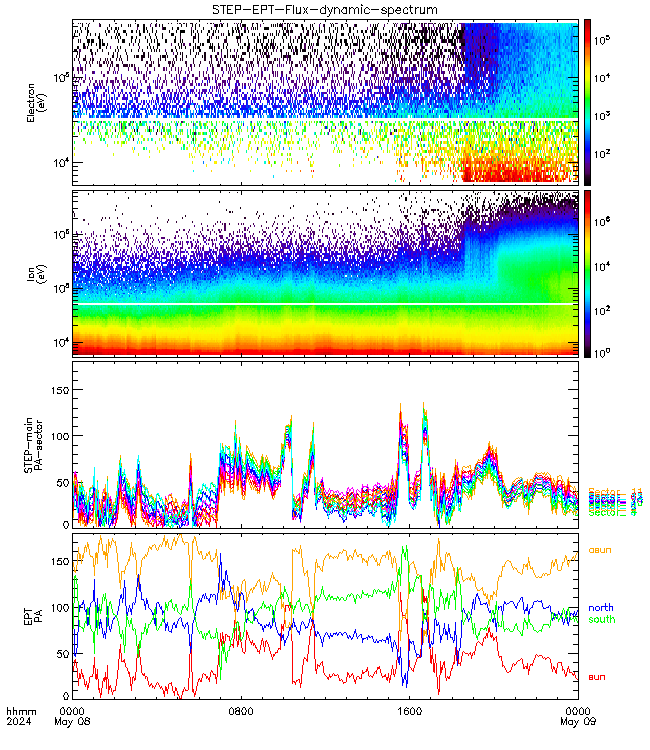 STEP-EPT-Flux-dynamic-spectrum
Electron
(eV)
10^5
10^4
10^5
10^4
10^3
10^2
Ion
(eV)
10^6
10^5
10^4
10^6
10^4
10^2
10^0
STEP-main
PA-sector
150
100
50
0
EPT
PA
150
100
50
0
asun
north
south
sun
hhmm
2024
0000
0800
1600
0000
May 08
May 09